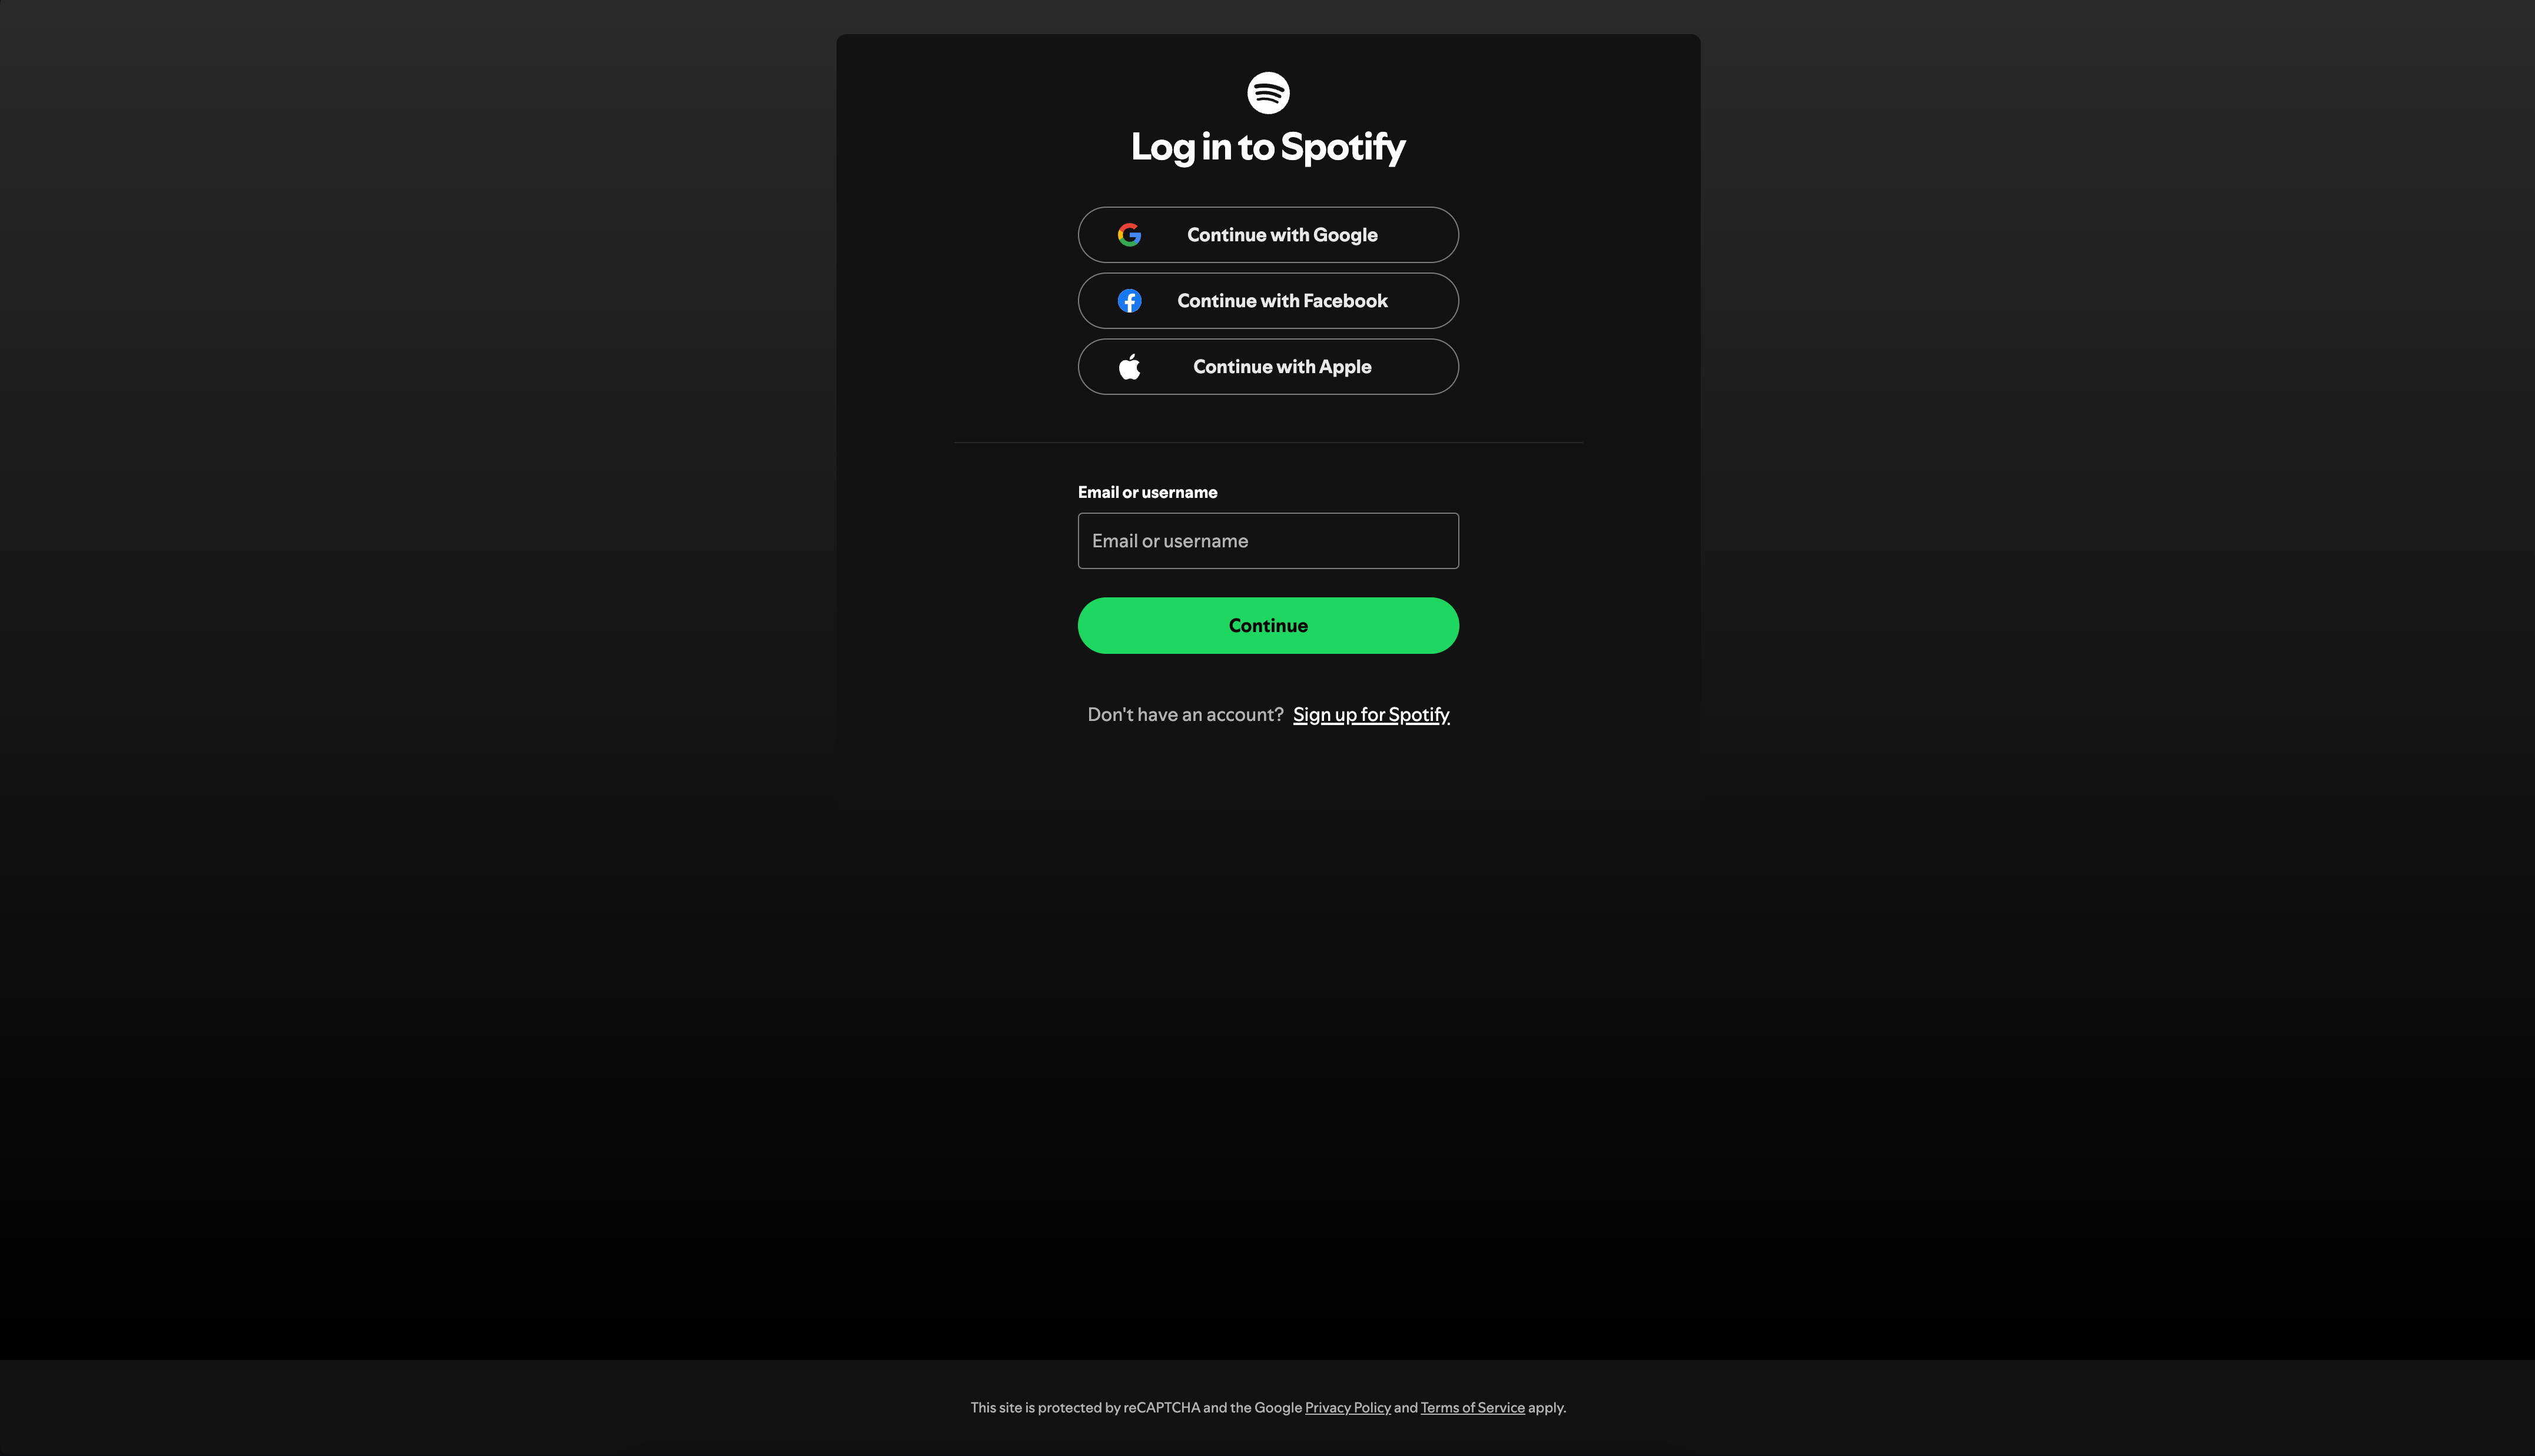 Log in to Spotify
Continue with Google
Continue with Facebook
Continue with Apple
Email or username
Email or username
Continue
Don't have an account? Sign up for Spotify
This site is protected by reCAPTCHA and the Google Privacy Policy and Terms of Service apply.